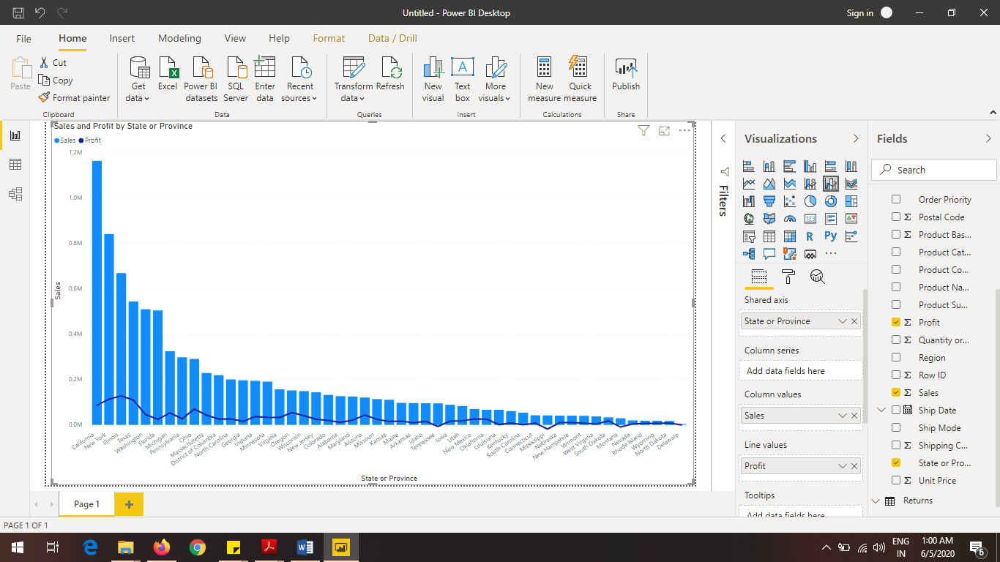 Untitled - Power BI Desktop
Sign in
File Home Insert Modeling View Help Format Data / Drill
Paste
Cut
Copy
Format painter
Clipboard
Get data
Excel
Power BI datasets
SQL Server
Enter data
Recent sources
Data
Transform data
Refresh
Queries
New visual
Text box
More visuals
Insert
New measure
Quick measure
Calculations
Publish
Share
Sales and Profit by State or Province
Sales Profit
1.2M
1.0M
0.8M
0.6M
0.4M
0.2M
0.0M
Sales
California
New York
Illinois
Texas
Washington
Florida
Michigan
Pennsylvania
Ohio
Massachusetts
District of Columbia
North Carolina
Georgia
Indiana
Minnesota
Virginia
Oregon
Wisconsin
New Jersey
Colorado
Alabama
Maryland
Arizona
Missouri
Kansas
Maine
Arkansas
Idaho
Tennessee
Iowa
Utah
New Mexico
Oklahoma
Louisiana
Kentucky
South Carolina
Connecticut
Mississippi
Nebraska
New Hampshire
Vermont
West Virginia
South Dakota
Montana
Nevada
Rhode Island
Wyoming
North Dakota
Delaware
State or Province
Filters
Visualizations
123
R
Py
Shared axis
State or Province
Column series
Add data fields here
Column values
Sales
Line values
Profit
Tooltips
Add data fields here
Fields
Search
Order Priority
Postal Code
Product Bas...
Product Cat...
Product Co...
Product Na...
Product Su...
Profit
Quantity or...
Region
Row ID
Sales
Ship Date
Ship Mode
Shipping C...
State or Pro...
Unit Price
Returns
Page 1
PAGE 1 OF 1
ENG
IN
1:00 AM
6/5/2020
6